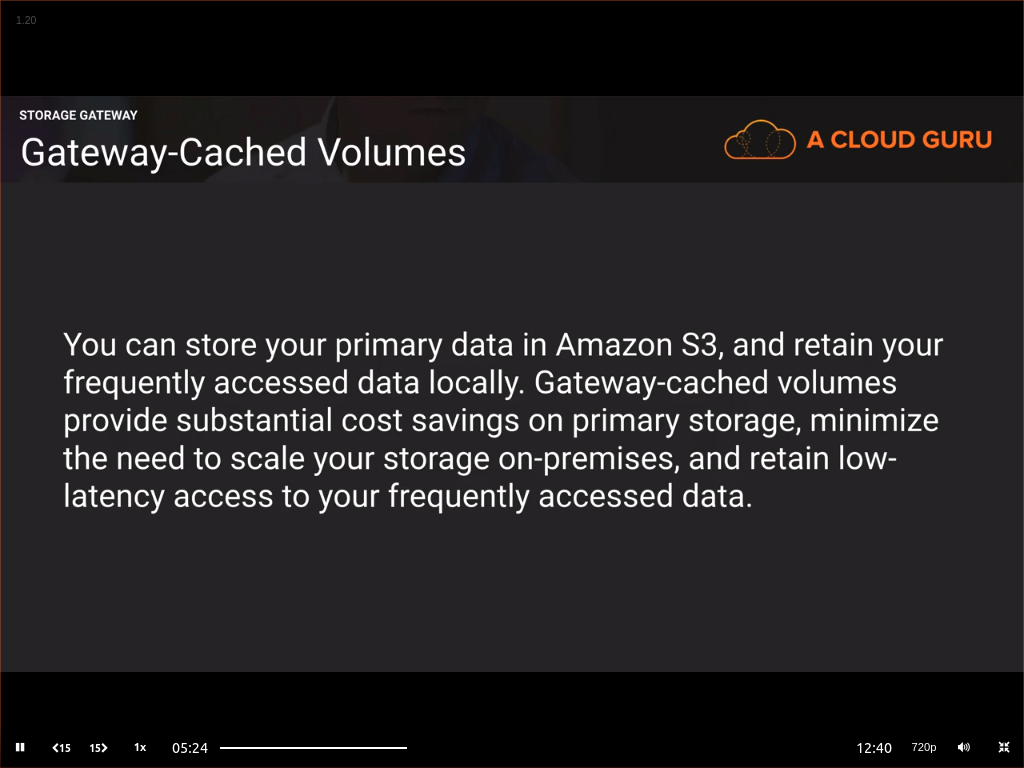 1.20
STORAGE GATEWAY
Gateway-Cached Volumes
A CLOUD GURU
You can store your primary data in Amazon S3, and retain your
frequently accessed data locally. Gateway-cached volumes
provide substantial cost savings on primary storage, minimize
the need to scale your storage on-premises, and retain low-
latency access to your frequently accessed data.
15 15 1x 05:24 12:40 720p